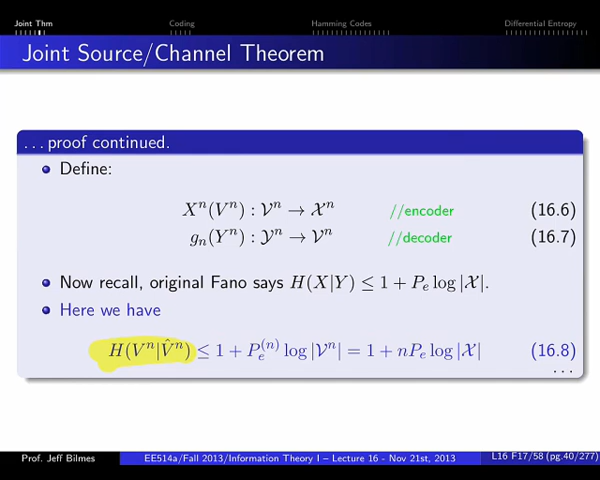 Joint Thm Coding Hamming Codes Differential Entropy
Joint Source/Channel Theorem
. . . proof continued.
Define:
X^n(V^n) : 𝒱^n → 𝒳^n //encoder (16.6)
g_n(Y^n) : 𝒴^n → 𝒱^n //decoder (16.7)
Now recall, original Fano says H(X|Y) ≤ 1 + P_e log |𝒳|.
Here we have
H(V^n|V̂^n) ≤ 1 + P_e^{(n)} log |𝒱^n| = 1 + nP_e log |𝒳| (16.8)
. . .
Prof. Jeff Bilmes EE514a/Fall 2013/Information Theory I – Lecture 16 - Nov 21st, 2013 L16 F17/58 (pg.40/277)